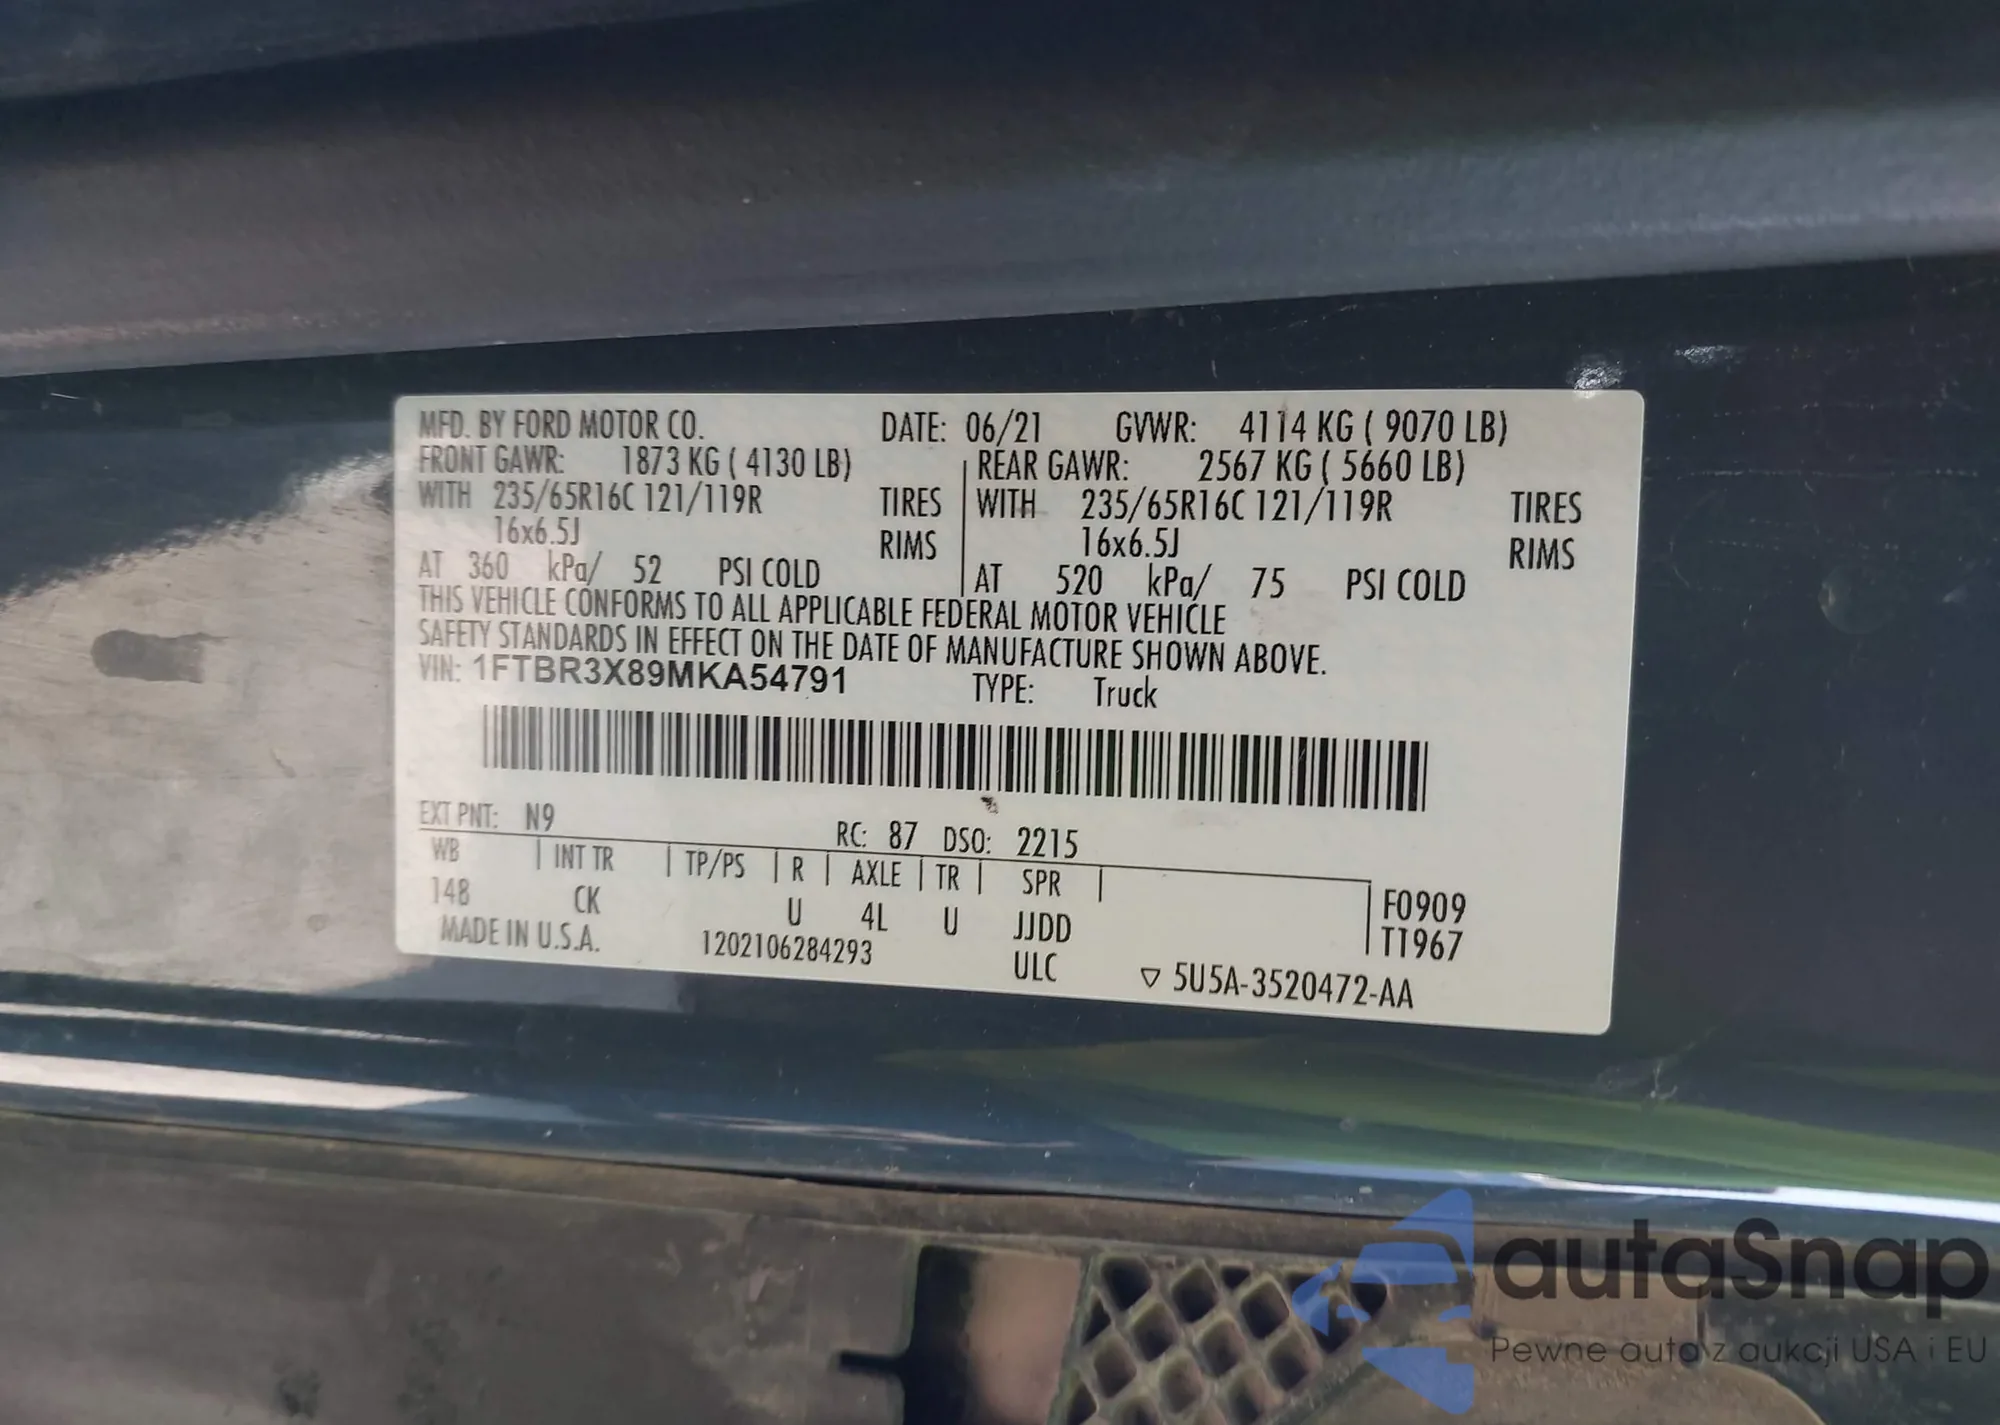 MFD. BY FORD MOTOR CO. DATE: 06/21 GVWR: 4114 KG ( 9070 LB)
FRONT GAWR: 1873 KG ( 4130 LB) REAR GAWR: 2567 KG ( 5660 LB)
WITH 235/65R16C 121/119R TIRES WITH 235/65R16C 121/119R TIRES
16x6.5J RIMS 16x6.5J RIMS
AT 360 kPa/ 52 PSI COLD AT 520 kPa/ 75 PSI COLD
THIS VEHICLE CONFORMS TO ALL APPLICABLE FEDERAL MOTOR VEHICLE
SAFETY STANDARDS IN EFFECT ON THE DATE OF MANUFACTURE SHOWN ABOVE.
VIN: 1FTBR3X89MKA54791 TYPE: Truck
EXT PNT: N9 RC: 87 DSO: 2215
WB INT TR TP/PS R AXLE TR SPR
148 CK U 4L U JJDD F0909
T1967
MADE IN U.S.A. 1202106284293 ULC ▽ 5U5A-3520472-AA
autaSnap
Pewne auta z aukcji USA i EU